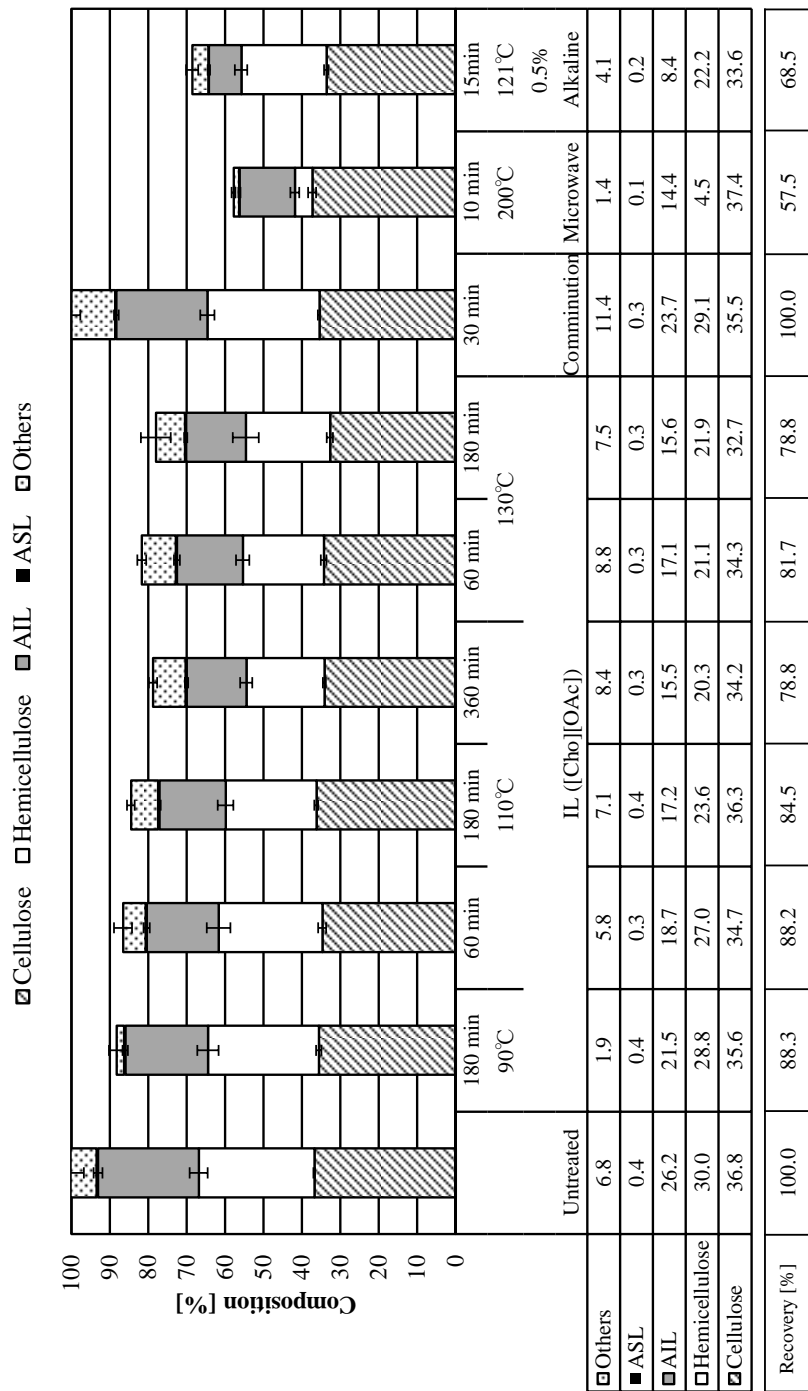 Cellulose Hemicellulose AIL ASL Others
Composition [%]
100
90
80
70
60
50
40
30
20
10
0
180 min 60 min 180 min 360 min 60 min 180 min 30 min 10 min 15min
90℃ 110℃ 130℃ 200℃ 121℃
0.5%
Untreated IL ([Cho][OAc]) Comminution Microwave Alkaline
Others 6.8 1.9 5.8 7.1 8.4 8.8 7.5 11.4 1.4 4.1
ASL 0.4 0.4 0.3 0.4 0.3 0.3 0.3 0.3 0.1 0.2
AIL 26.2 21.5 18.7 17.2 15.5 17.1 15.6 23.7 14.4 8.4
Hemicellulose 30.0 28.8 27.0 23.6 20.3 21.1 21.9 29.1 4.5 22.2
Cellulose 36.8 35.6 34.7 36.3 34.2 34.3 32.7 35.5 37.4 33.6
Recovery [%] 100.0 88.3 88.2 84.5 78.8 81.7 78.8 100.0 57.5 68.5